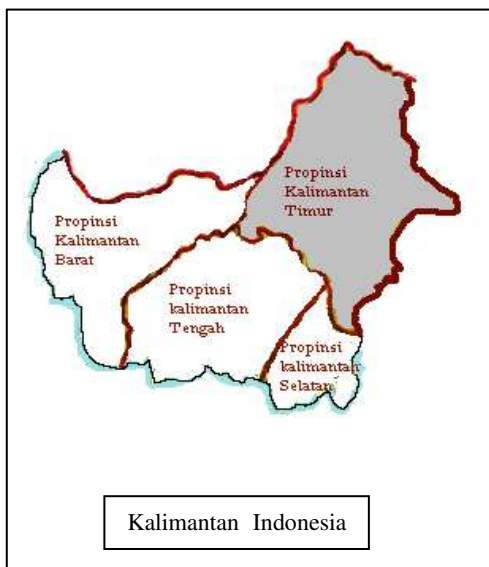 Propinsi
Kalimantan
Timur
Propinsi
Kalimantan
Barat
Propinsi
kalimantan
Tengah
Propinsi
kalimantan
Selatan
Kalimantan Indonesia